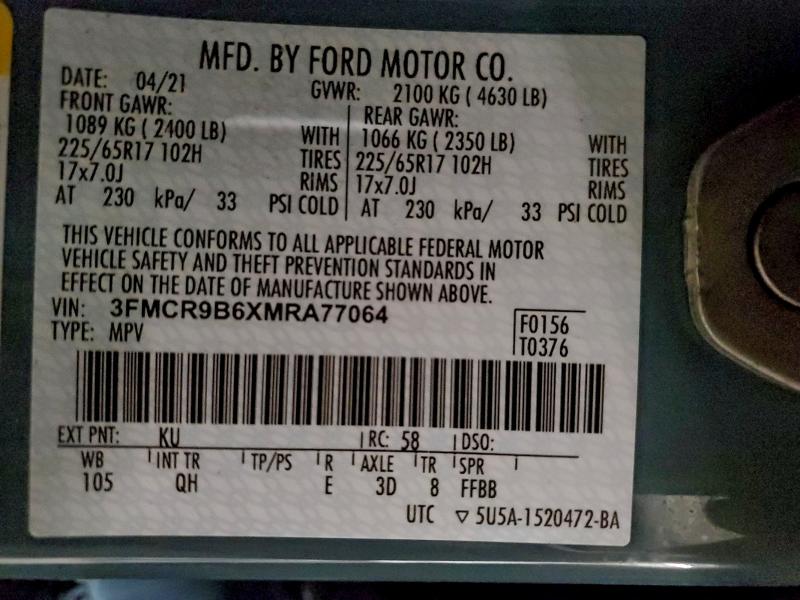 MFD. BY FORD MOTOR CO.
DATE: 04/21 GVWR: 2100 KG ( 4630 LB)
FRONT GAWR: REAR GAWR:
1089 KG ( 2400 LB) WITH 1066 KG ( 2350 LB) WITH
225/65R17 102H TIRES 225/65R17 102H TIRES
17x7.0J RIMS 17x7.0J RIMS
AT 230 kPa/ 33 PSI COLD AT 230 kPa/ 33 PSI COLD
THIS VEHICLE CONFORMS TO ALL APPLICABLE FEDERAL MOTOR
VEHICLE SAFETY AND THEFT PREVENTION STANDARDS IN
EFFECT ON THE DATE OF MANUFACTURE SHOWN ABOVE.
VIN: 3FMCR9B6XMRA77064 F0156
TYPE: MPV T0376
EXT PNT: KU RC: 58 DSO:
WB INT TR TP/PS R AXLE TR SPR
105 QH E 3D 8 FFBB
UTC ▽ 5U5A-1520472-BA